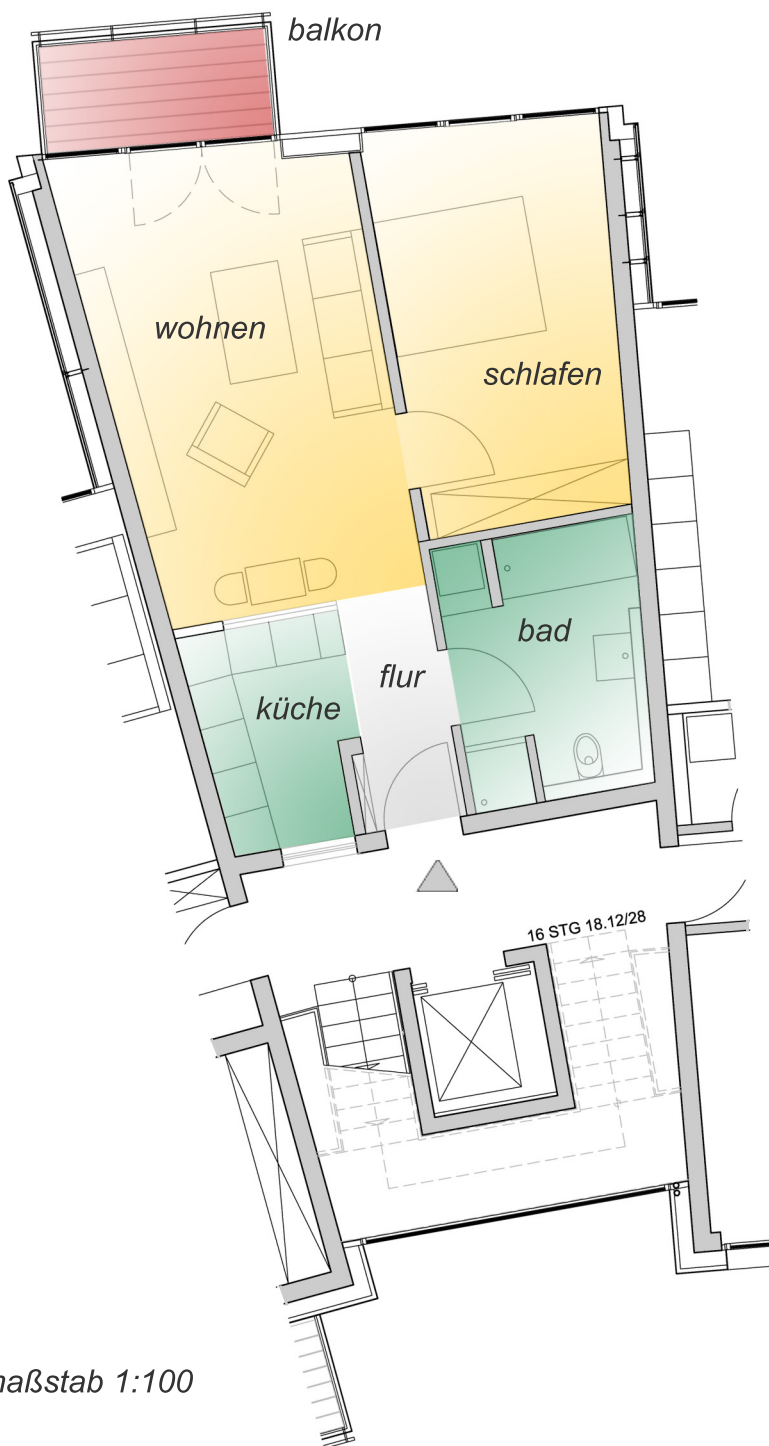 balkon
wohnen
schlafen
bad
flur
küche
16 STG 18.12/28
maßstab 1:100